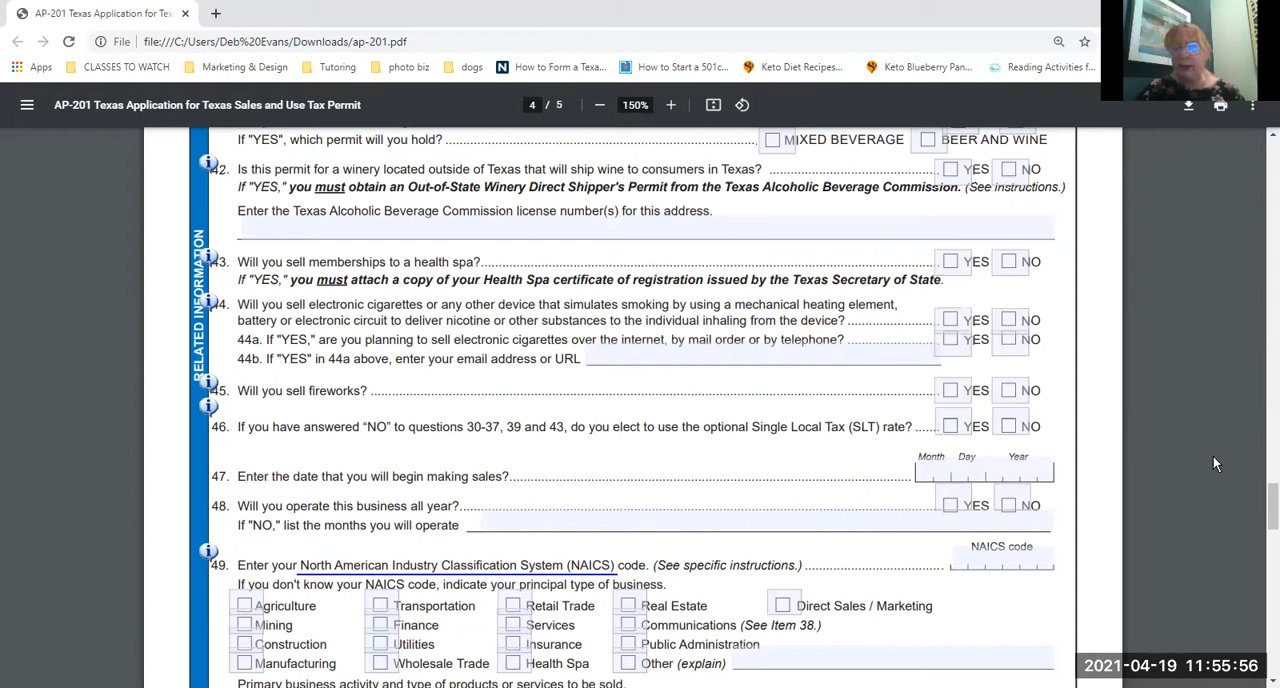 AP-201 Texas Application for Tex
File file:///C:/Users/Deb%20Evans/Downloads/ap-201.pdf
Apps CLASSES TO WATCH Marketing & Design Tutoring photo biz dogs How to Form a Texa... How to Start a 501c... Keto Diet Recipes... Keto Blueberry Pan... Reading Activities f
AP-201 Texas Application for Texas Sales and Use Tax Permit 4 / 5 150%
If "YES", which permit will you hold? MIXED BEVERAGE BEER AND WINE
42. Is this permit for a winery located outside of Texas that will ship wine to consumers in Texas? YES NO
If "YES," you must obtain an Out-of-State Winery Direct Shipper's Permit from the Texas Alcoholic Beverage Commission. (See instructions.)
Enter the Texas Alcoholic Beverage Commission license number(s) for this address.
43. Will you sell memberships to a health spa? YES NO
If "YES," you must attach a copy of your Health Spa certificate of registration issued by the Texas Secretary of State.
44. Will you sell electronic cigarettes or any other device that simulates smoking by using a mechanical heating element,
battery or electronic circuit to deliver nicotine or other substances to the individual inhaling from the device? YES NO
44a. If "YES," are you planning to sell electronic cigarettes over the internet, by mail order or by telephone? YES NO
44b. If "YES" in 44a above, enter your email address or URL
RELATED INFORMATION
45. Will you sell fireworks? YES NO
46. If you have answered “NO” to questions 30-37, 39 and 43, do you elect to use the optional Single Local Tax (SLT) rate? YES NO
Month Day Year
47. Enter the date that you will begin making sales?
48. Will you operate this business all year? YES NO
If "NO," list the months you will operate
NAICS code
49. Enter your North American Industry Classification System (NAICS) code. (See specific instructions.)
If you don't know your NAICS code, indicate your principal type of business.
Agriculture Transportation Retail Trade Real Estate Direct Sales / Marketing
Mining Finance Services Communications (See Item 38.)
Construction Utilities Insurance Public Administration
Manufacturing Wholesale Trade Health Spa Other (explain)
Primary business activity and type of products or services to be sold.
2021-04-19 11:55:56